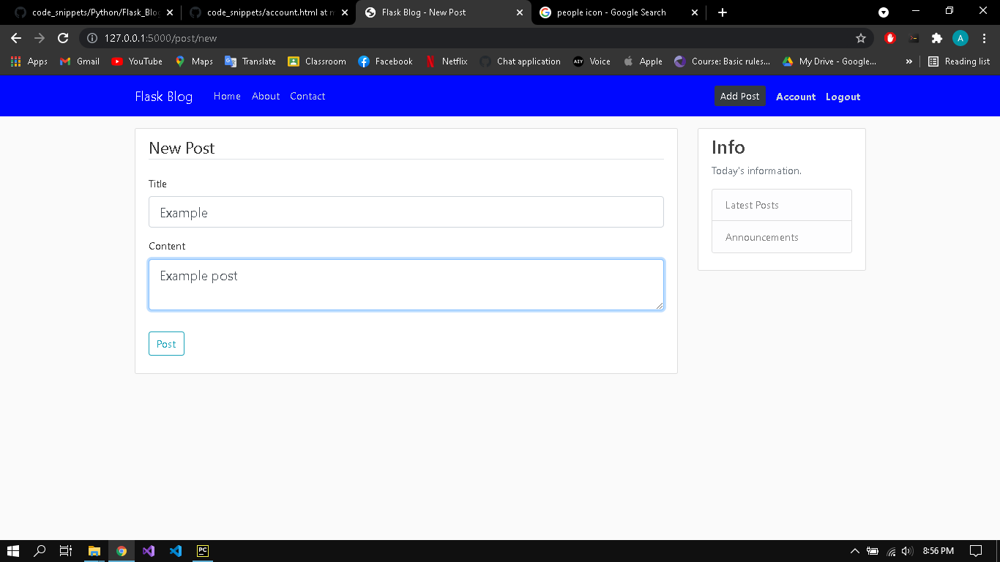 code_snippets/Python/Flask_Blog
code_snippets/account.html at m
Flask Blog - New Post
people icon - Google Search
127.0.0.1:5000/post/new
A
Apps
Gmail
YouTube
Maps
Translate
Classroom
Facebook
Netflix
Chat application
AIY
Voice
Apple
Course: Basic rules...
My Drive - Google...
»
Reading list
Flask Blog
Home
About
Contact
Add Post
Account
Logout
New Post
Title
Example
Content
Example post
Post
Info
Today's information.
Latest Posts
Announcements
PC
8:56 PM